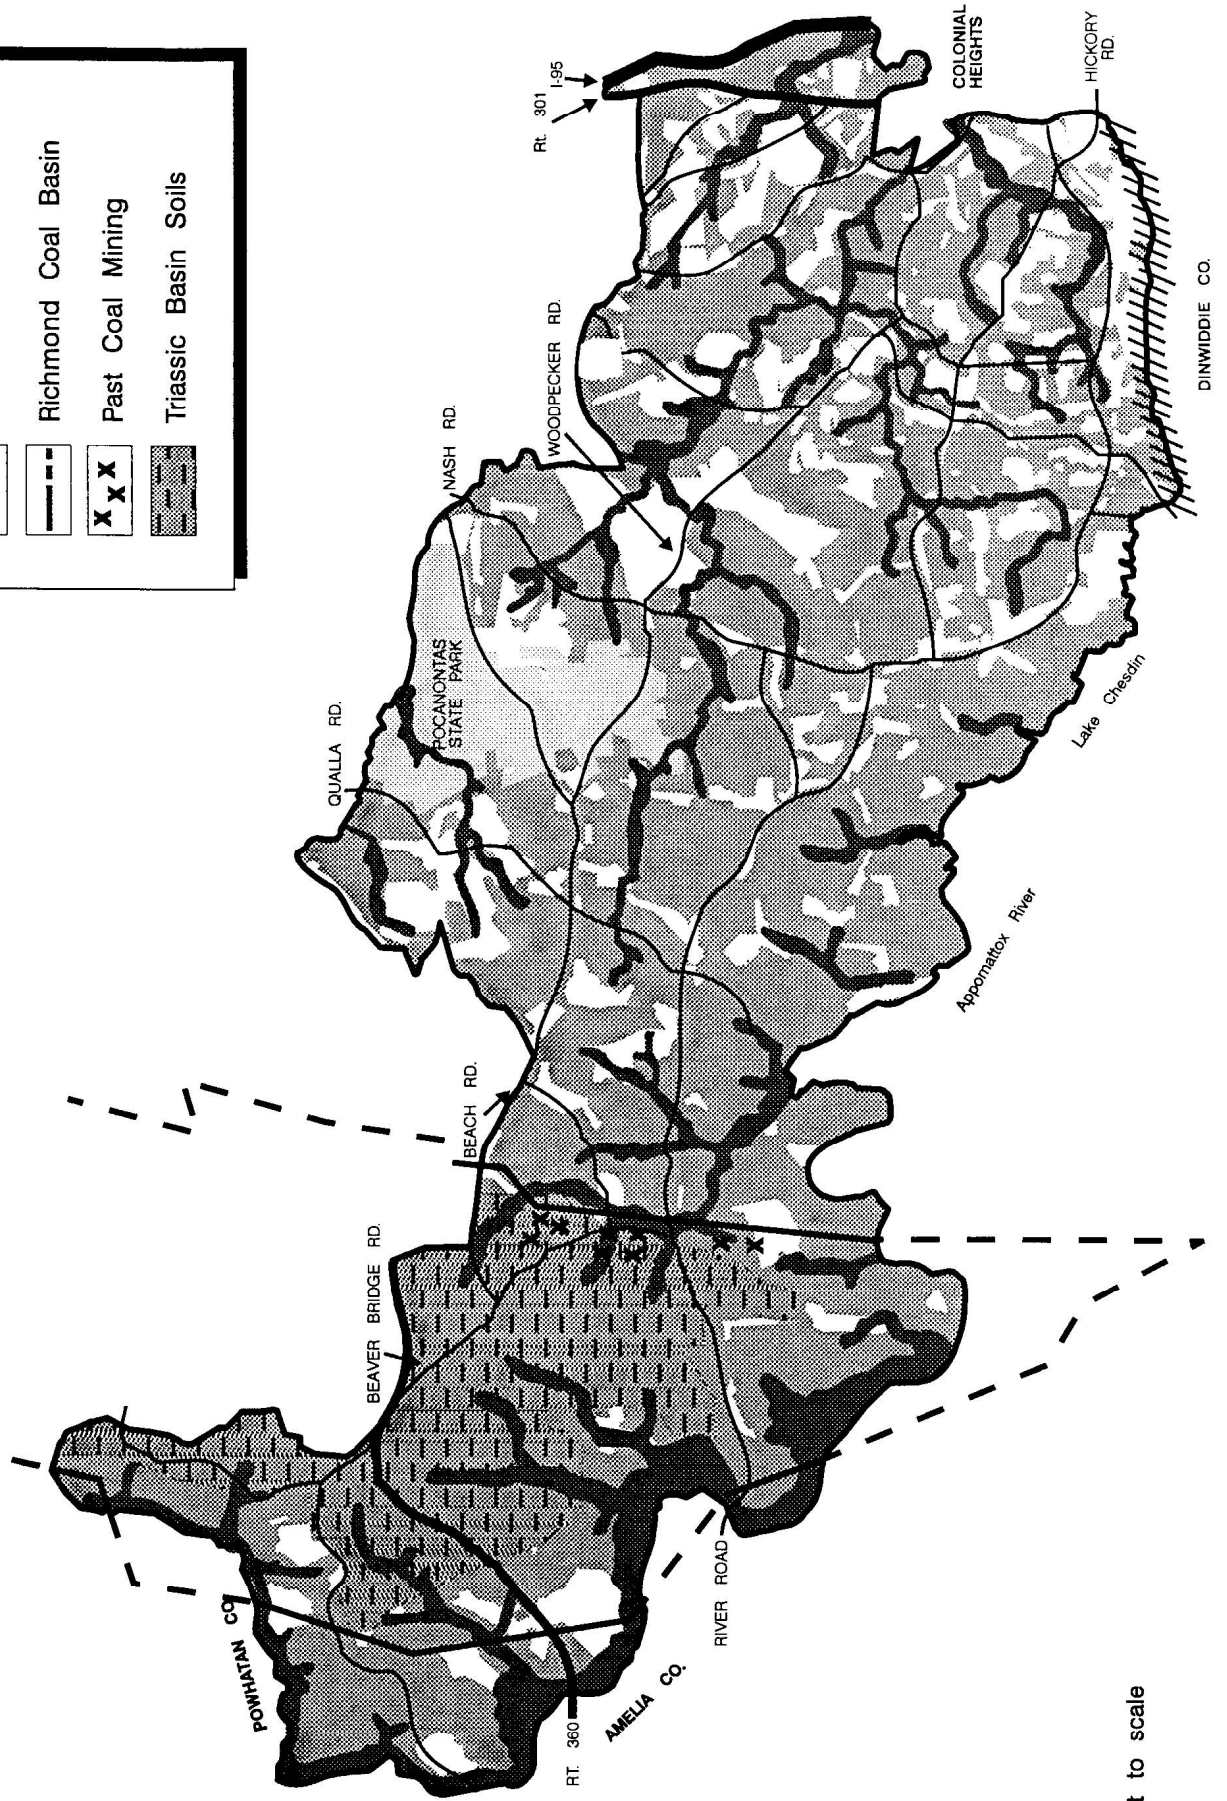 Richmond Coal Basin
Past Coal Mining
Triassic Basin Soils
Rt. 301
I-95
COLONIAL
HEIGHTS
HICKORY
RD.
WOODPECKER RD.
NASH RD.
DINWIDDIE CO.
POCANONTAS
STATE PARK
QUALLA RD.
Lake Chesdin
Appomattox River
BEACH RD.
BEAVER BRIDGE RD.
RIVER ROAD
POWHATAN CO.
AMELIA CO.
RT. 360
t to scale